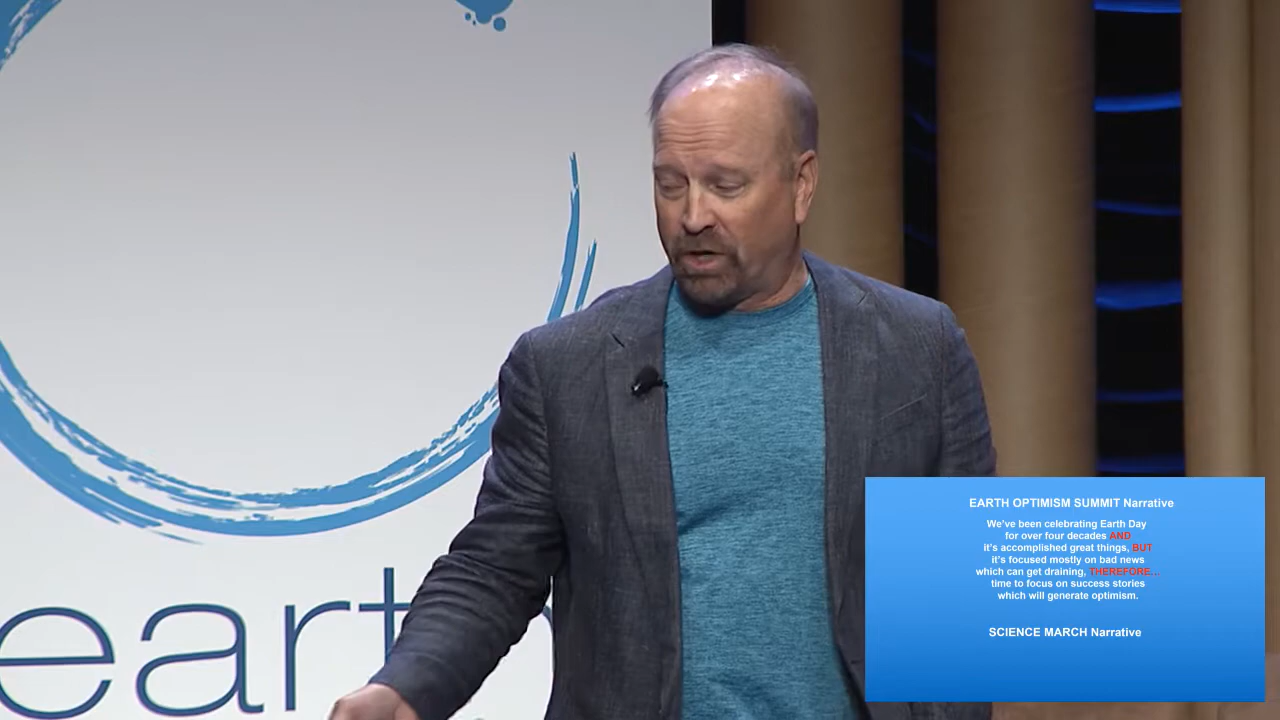 earth
EARTH OPTIMISM SUMMIT Narrative
We've been celebrating Earth Day
for over four decades AND
it's accomplished great things, BUT
it's focused mostly on bad news
which can get draining, THEREFORE...
time to focus on success stories
which will generate optimism.
SCIENCE MARCH Narrative